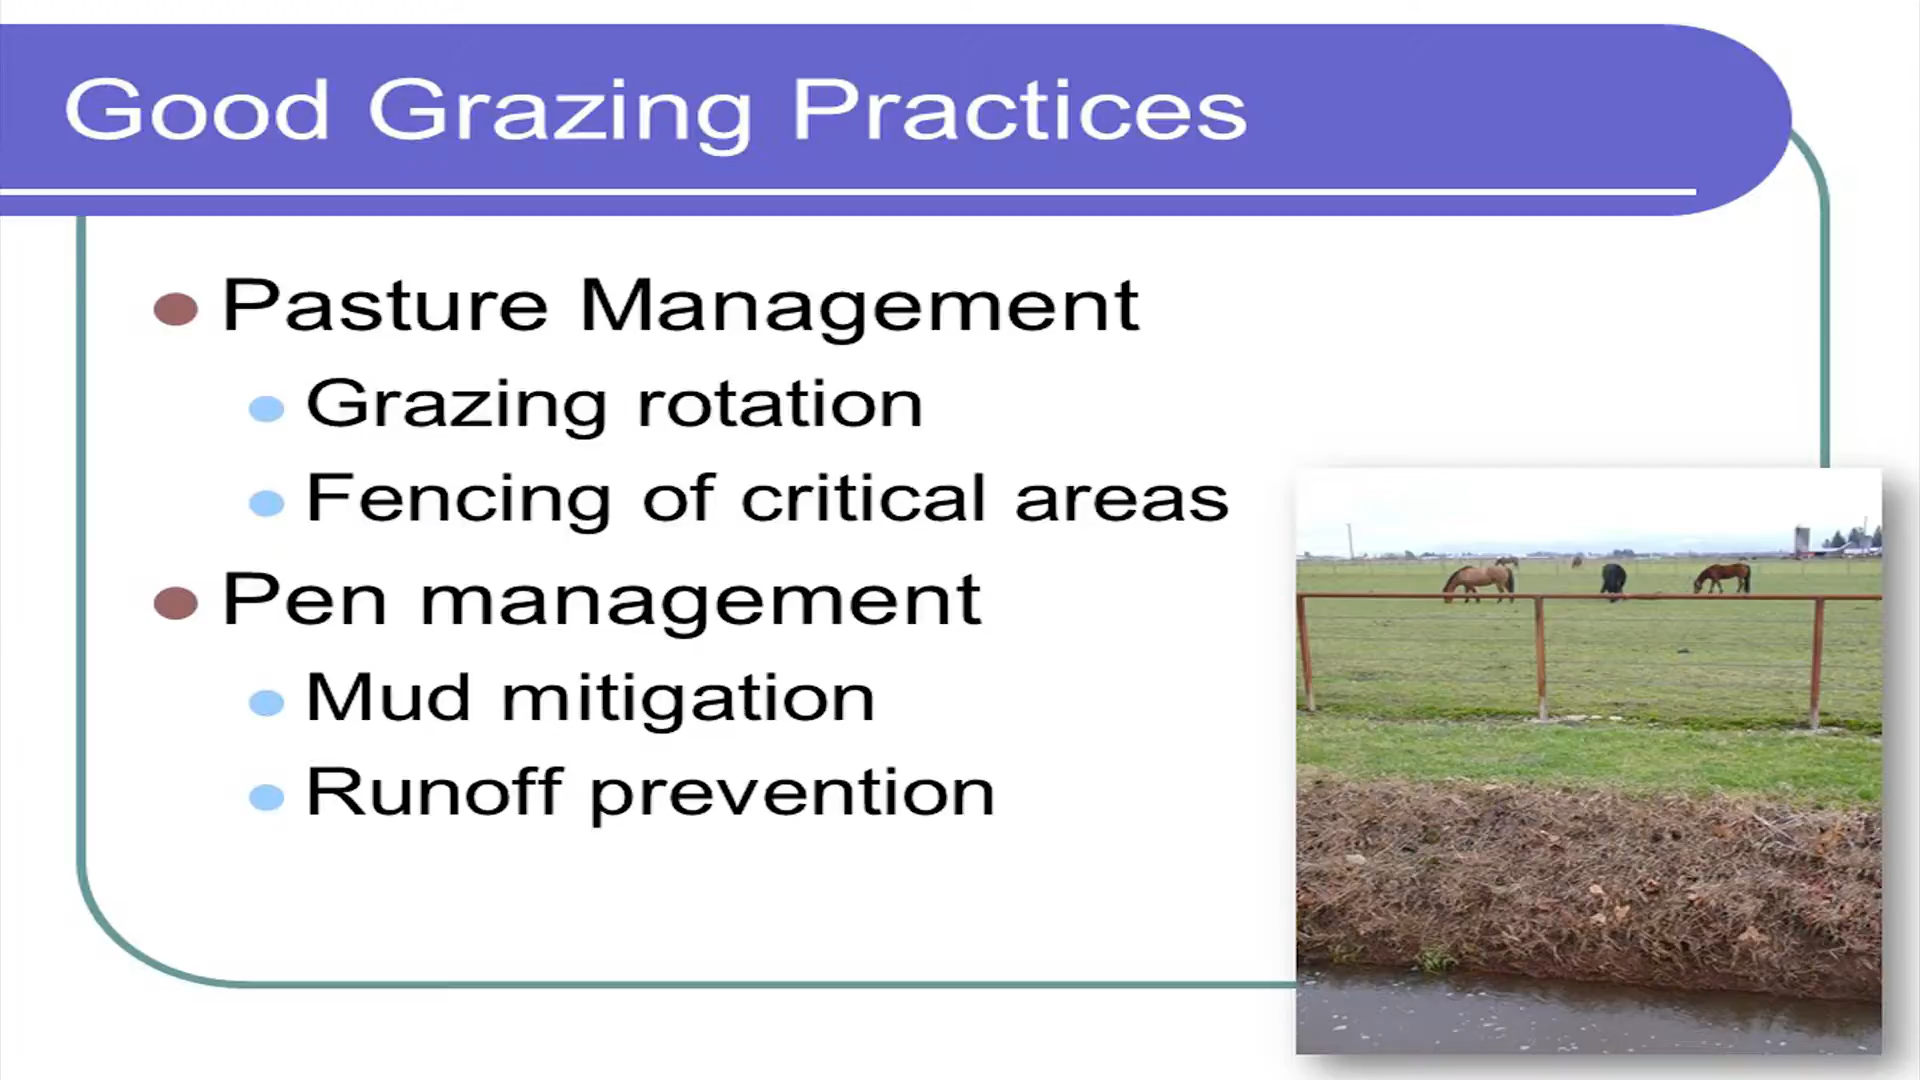 Good Grazing Practices
Pasture Management
Grazing rotation
Fencing of critical areas
Pen management
Mud mitigation
Runoff prevention